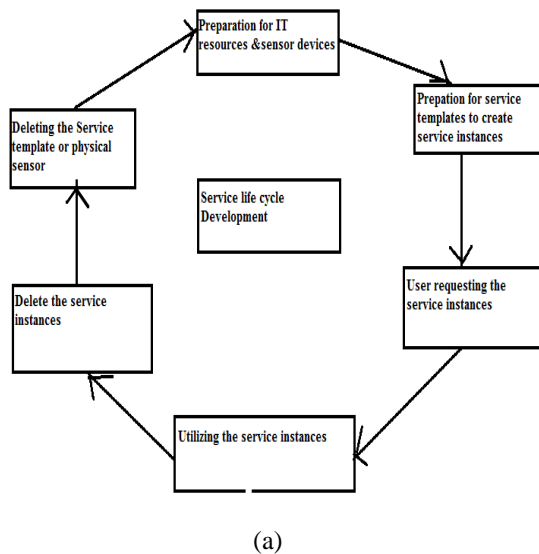 Preparation for IT
resources &sensor devices
Prepation for service
templates to create
service instances
Deleting the Service
template or physical
sensor
Service life cycle
Development
User requesting the
service instances
Delete the service
instances
Utilizing the service instances
(a)